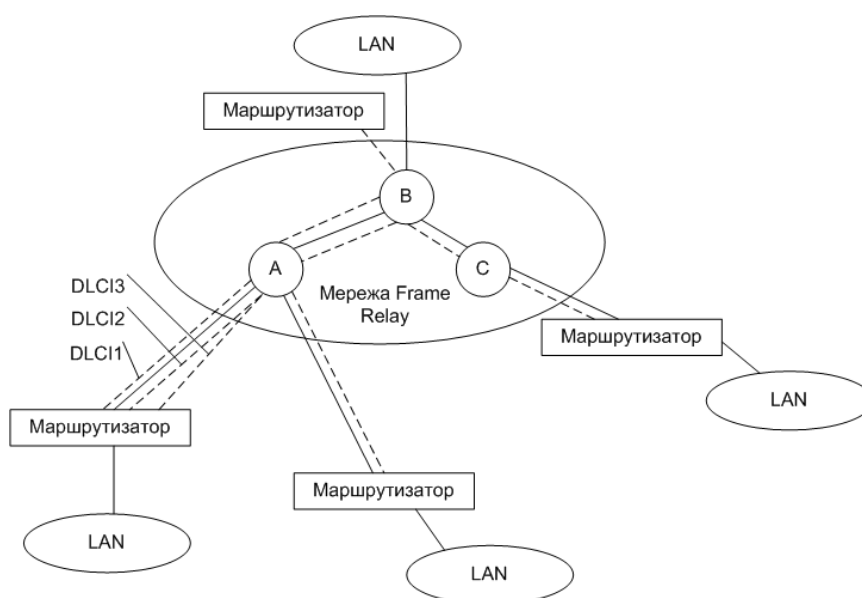 LAN
Маршрутизатор
B
A
C
Мережа Frame
Relay
DLCI3
DLCI2
DLCI1
Маршрутизатор
LAN
Маршрутизатор
LAN
Маршрутизатор
LAN